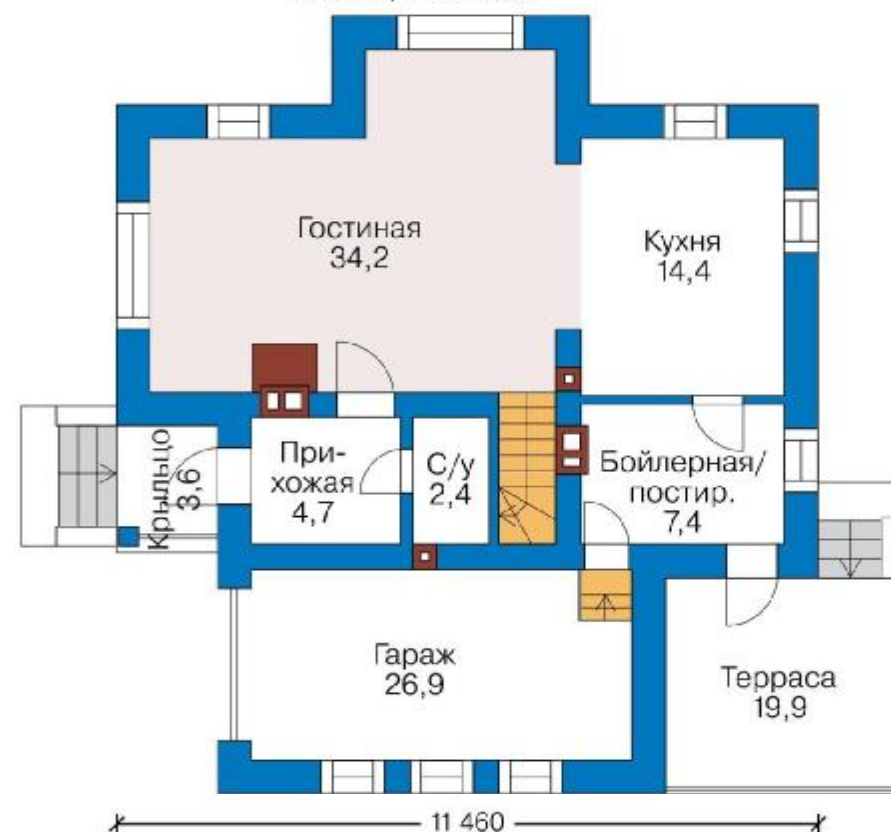 Гостиная
34,2
Кухня
14,4
Крыльцо
3,6
При-
хожая
4,7
С/у
2,4
Бойлерная/
постир.
7,4
Гараж
26,9
Терраса
19,9
11 460